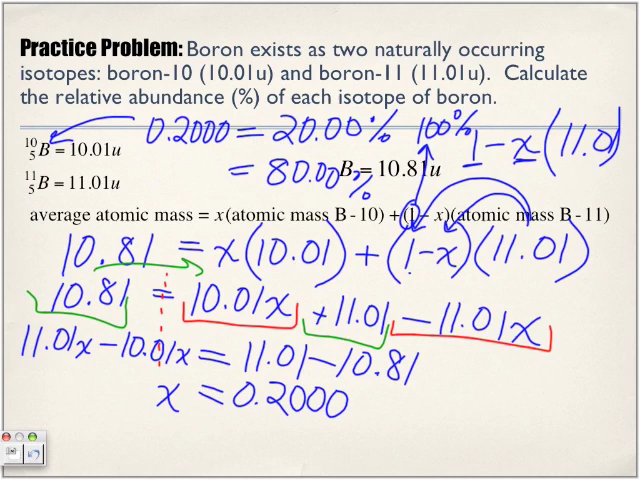 Practice Problem: Boron exists as two naturally occurring
isotopes: boron-10 (10.01u) and boron-11 (11.01u). Calculate
the relative abundance (%) of each isotope of boron.
0.2000 = 20.00% 100% 1-x(11.01)
¹⁰₅B = 10.01u
= 80.00% B = 10.81u
¹¹₅B = 11.01u
average atomic mass = x(atomic mass B-10) + (1-x)(atomic mass B-11)
10.81 = x(10.01) + (1-x)(11.01)
10.81 = 10.01x + 11.01 - 11.01x
11.01x - 10.01x = 11.01 - 10.81
x = 0.2000